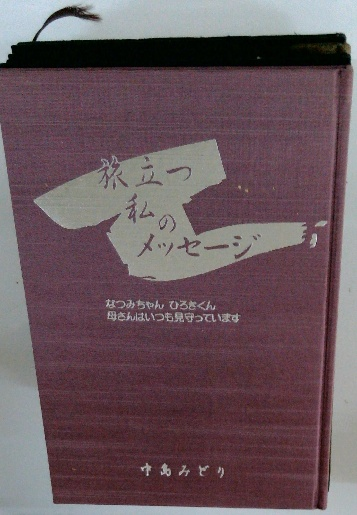 旅立つ
私の
メッセージ
なつみちゃん ひろきくん
母さんはいつも見守っています
中島みどり